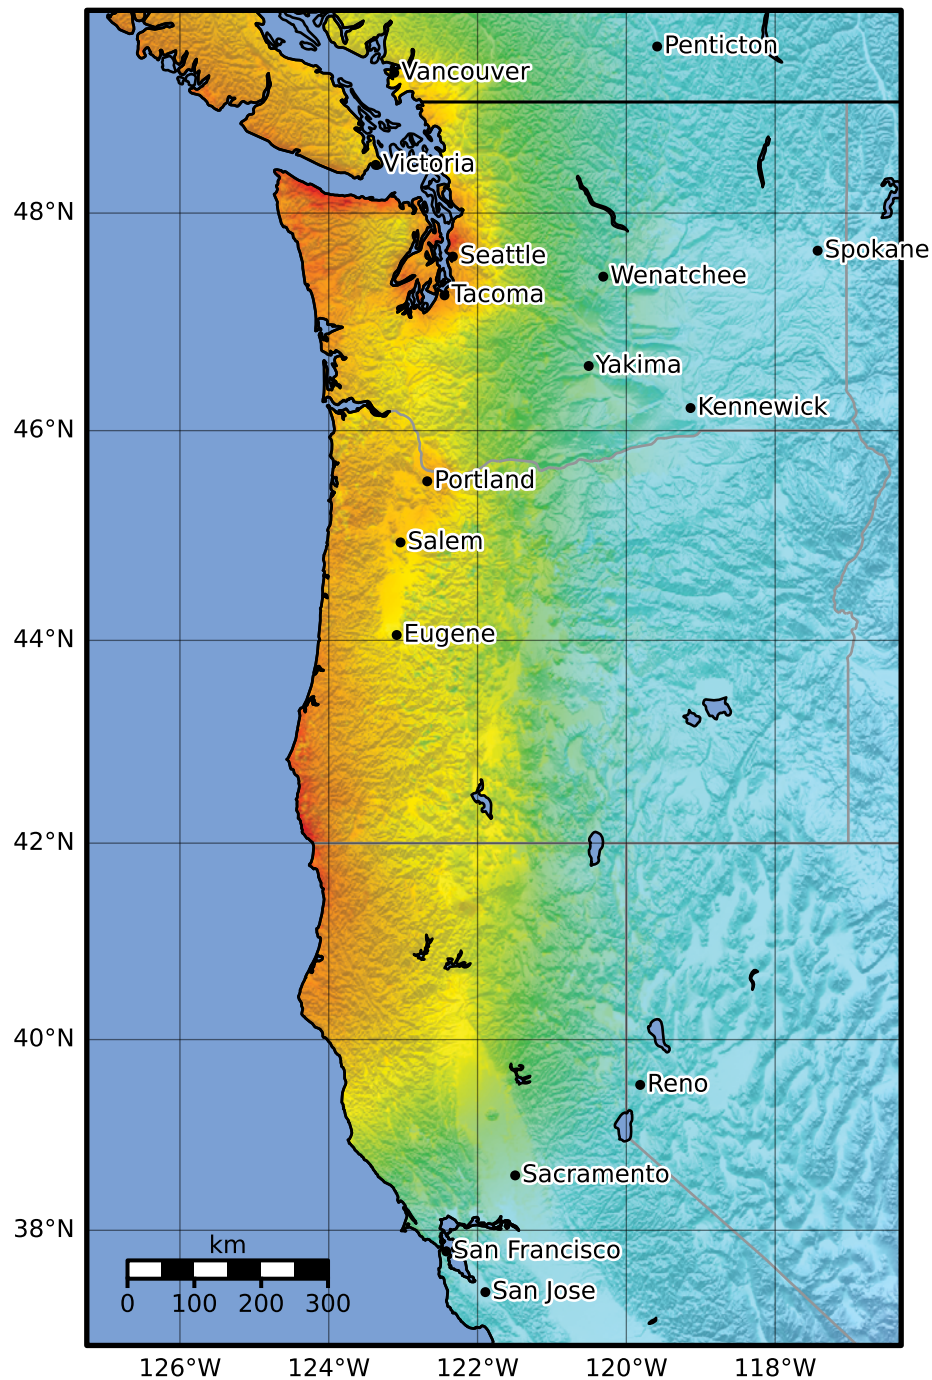 Penticton
Vancouver
Victoria
48°N
Spokane
Seattle
Wenatchee
Tacoma
Yakima
Kennewick
46°N
Portland
Salem
44°N
Eugene
42°N
40°N
Reno
Sacramento
38°N
km
San Francisco
San Jose
0 100 200 300
126°W 124°W 122°W 120°W 118°W